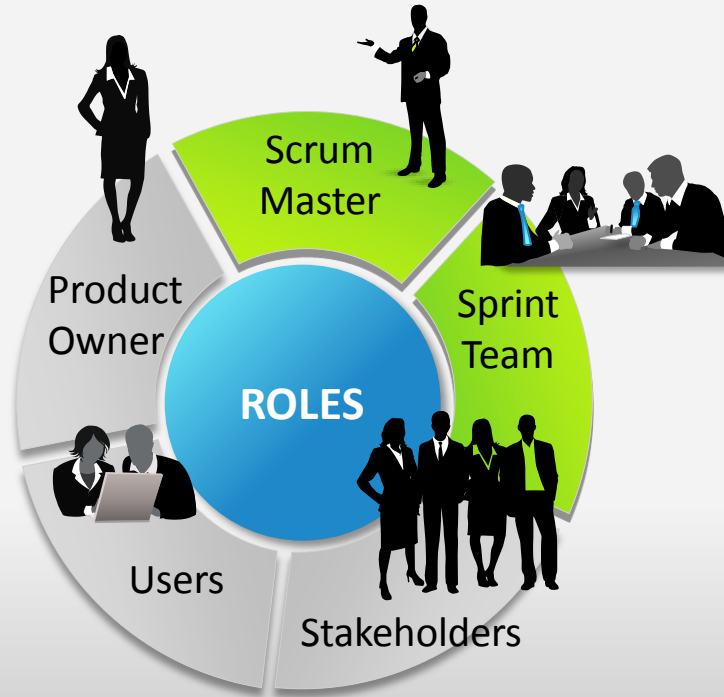 Scrum
Master
Product
Owner
Sprint
Team
ROLES
Users
Stakeholders